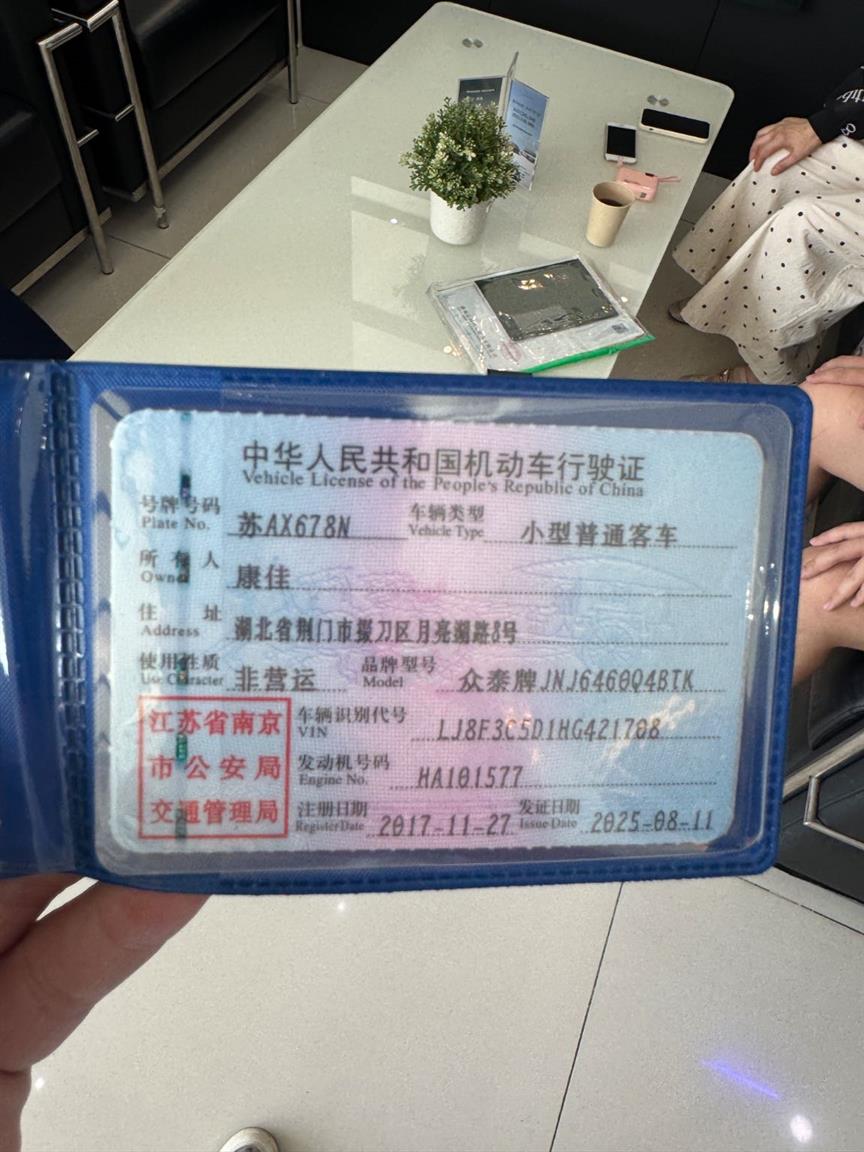 中华人民共和国机动车行驶证
Vehicle License of the People's Republic of China
号牌号码 苏AX678N 车辆类型 小型普通客车
Plate No. Vehicle Type
所有人 康佳
Owner
住址 湖北省荆门市掇刀区月亮湖路8号
Address
使用性质 非营运 品牌型号 众泰牌JNJ6460Q4BTK
Use Character Model
江苏省南京 车辆识别代号 LJ8F3C5D1HG421708
VIN
市公安局 发动机号码 HA101577
Engine No.
交通管理局 注册日期 2017-11-27 发证日期 2025-08-11
Register Date Issue Date